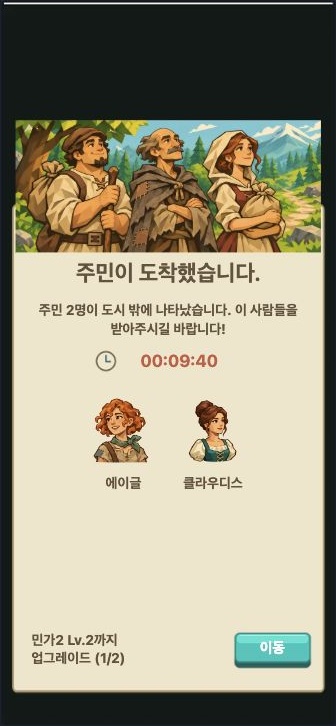 주민이 도착했습니다.
주민 2명이 도시 밖에 나타났습니다. 이 사람들을
받아주시길 바랍니다!
00:09:40
에이글
클라우디스
민가2 Lv.2까지
업그레이드 (1/2)
이동